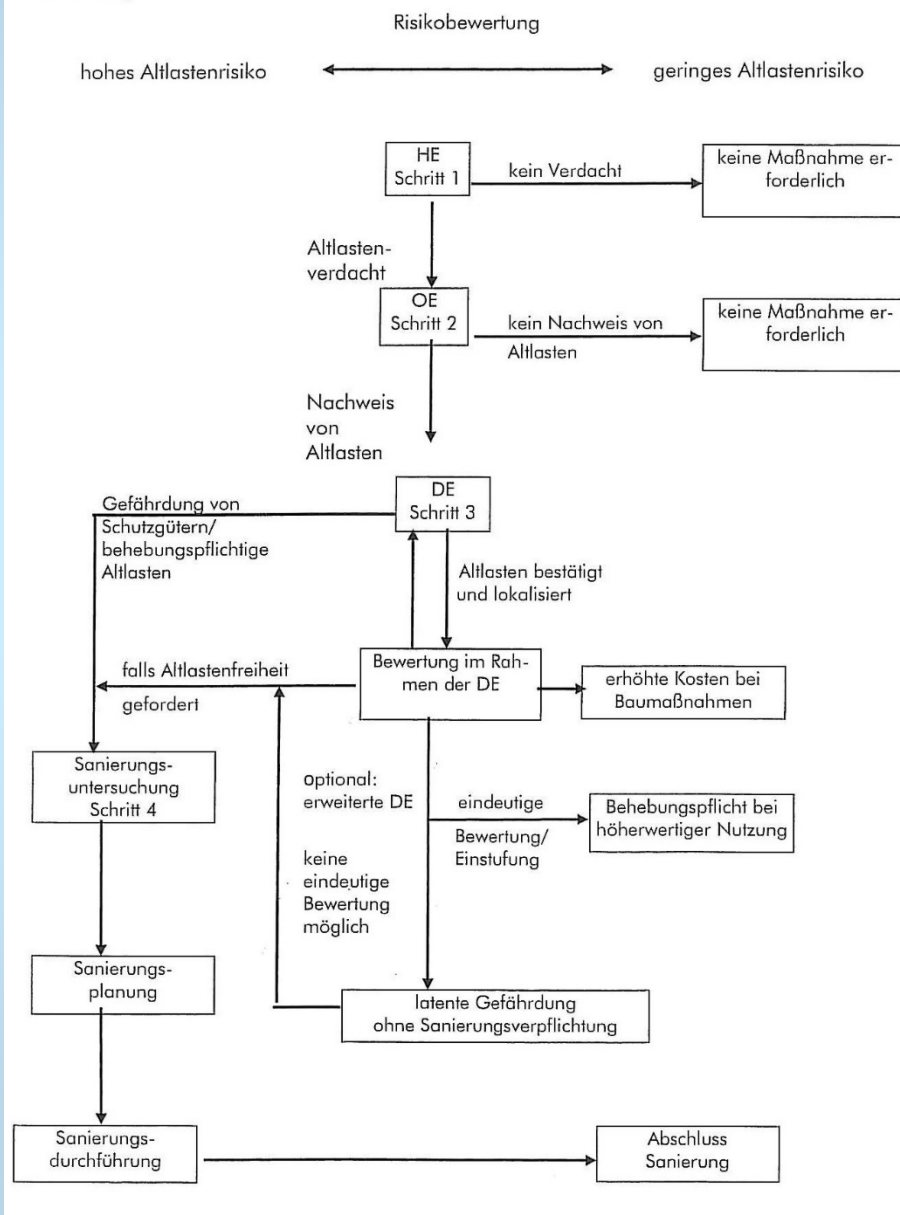 Risikobewertung
hohes Altlastenrisiko
geringes Altlastenrisiko
HE
Schritt 1
kein Verdacht
keine Maßnahme er-
forderlich
Altlasten-
verdacht
OE
Schritt 2
kein Nachweis von
Altlasten
keine Maßnahme er-
forderlich
Nachweis
von
Altlasten
DE
Schritt 3
Gefährdung von
Schutzgütern/
behebungspflichtige
Altlasten
Altlasten bestätigt
und lokalisiert
Bewertung im Rah-
men der DE
falls Altlastenfreiheit
gefordert
erhöhte Kosten bei
Baumaßnahmen
Sanierungs-
untersuchung
Schritt 4
optional:
erweiterte DE
eindeutige
Bewertung/
Einstufung
Behebungspflicht bei
höherwertiger Nutzung
keine
eindeutige
Bewertung
möglich
Sanierungs-
planung
latente Gefährdung
ohne Sanierungsverpflichtung
Sanierungs-
durchführung
Abschluss
Sanierung